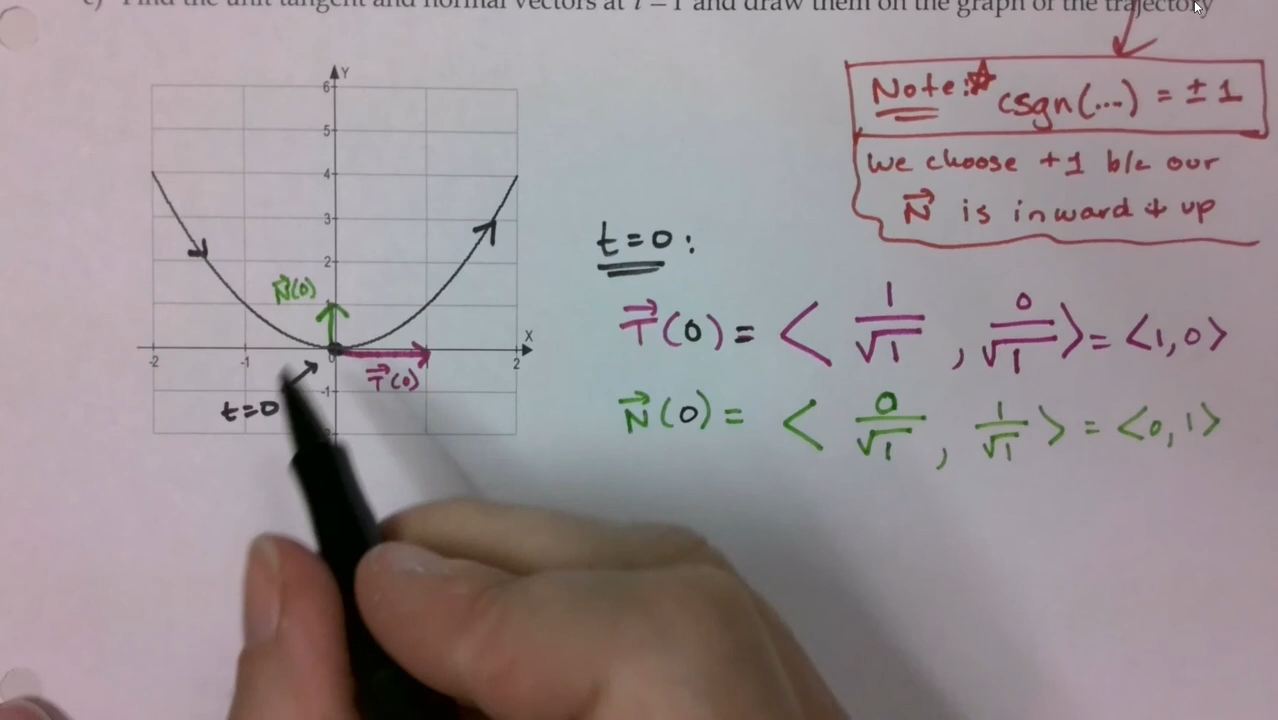 c) Find the unit tangent and normal vectors at t = 1 and draw them on the graph of the trajectory
Note:☆ csgn(...) = ± 1
we choose +1 b/c our
N⃗ is inward + up
Y
6
5
4
3
2
-1
-2
-1
0
2
X
N⃗(0)
T⃗(0)
t=0
t=0:
T⃗(0) = < 1/√1 , 0/√1 > = <1,0>
N⃗(0) = < 0/√1 , 1/√1 > = <0,1>